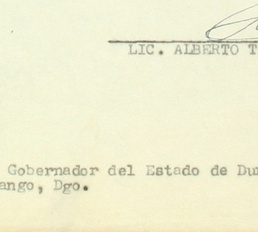 LIC. ALBERTO T
Gobernador del Estado de Du
ango, Dgo.